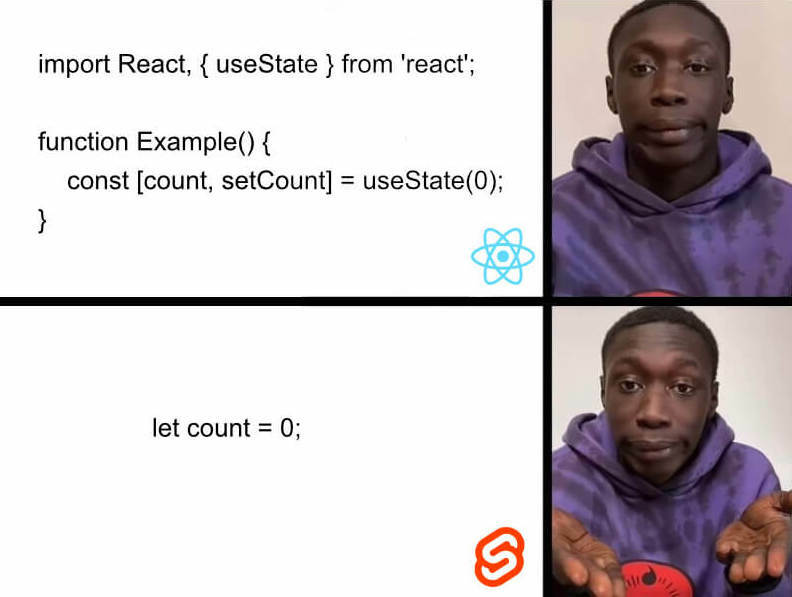 import React, { useState } from 'react';
function Example() {
const [count, setCount] = useState(0);
}
let count = 0;